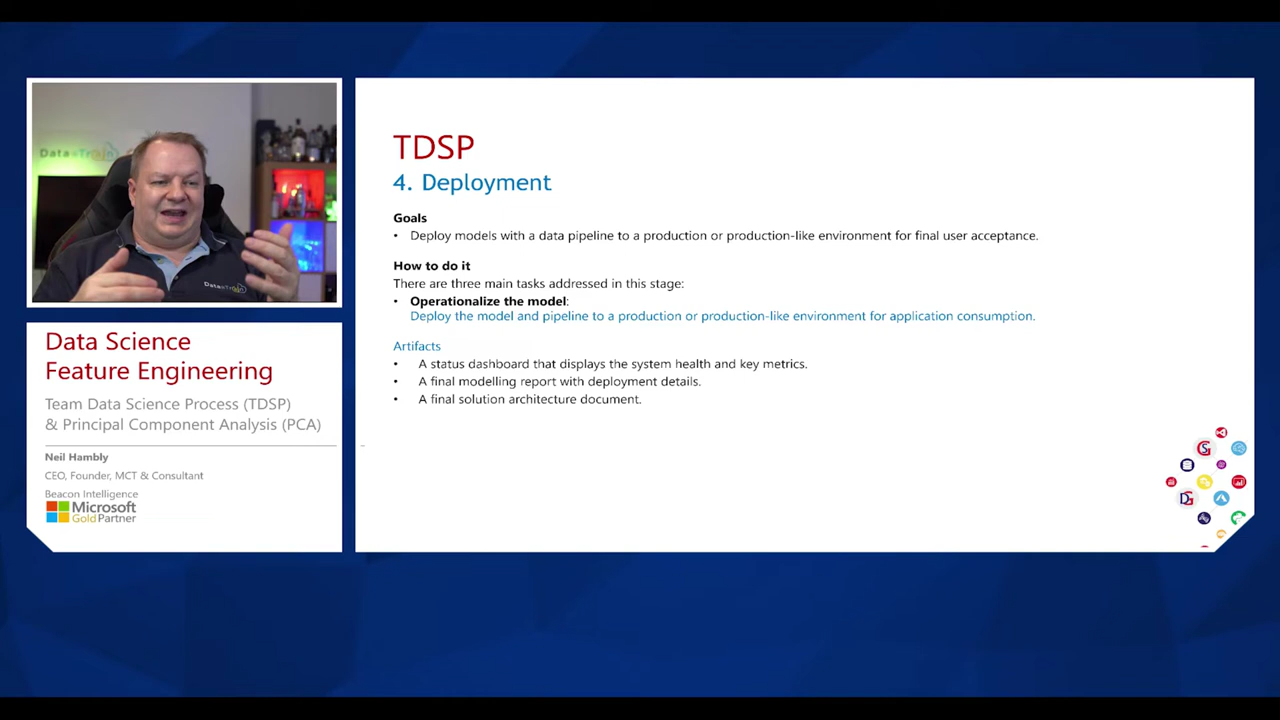 Data Train
Data Train
Data Science
Feature Engineering
Team Data Science Process (TDSP)
& Principal Component Analysis (PCA)
Neil Hambly
CEO, Founder, MCT & Consultant
Beacon Intelligence
Microsoft
Gold Partner
TDSP
4. Deployment
Goals
• Deploy models with a data pipeline to a production or production-like environment for final user acceptance.
How to do it
There are three main tasks addressed in this stage:
• Operationalize the model:
Deploy the model and pipeline to a production or production-like environment for application consumption.
Artifacts
• A status dashboard that displays the system health and key metrics.
• A final modelling report with deployment details.
• A final solution architecture document.